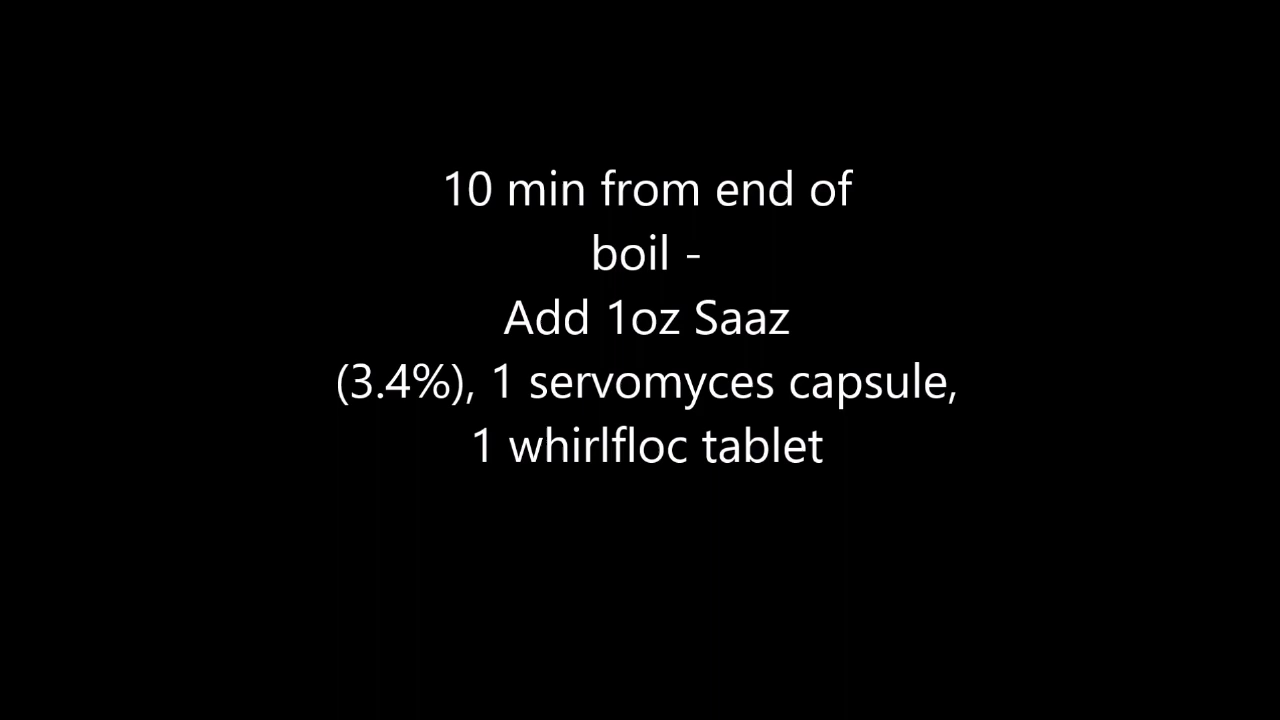 10 min from end of
boil -
Add 1oz Saaz
(3.4%), 1 servomyces capsule,
1 whirlfloc tablet